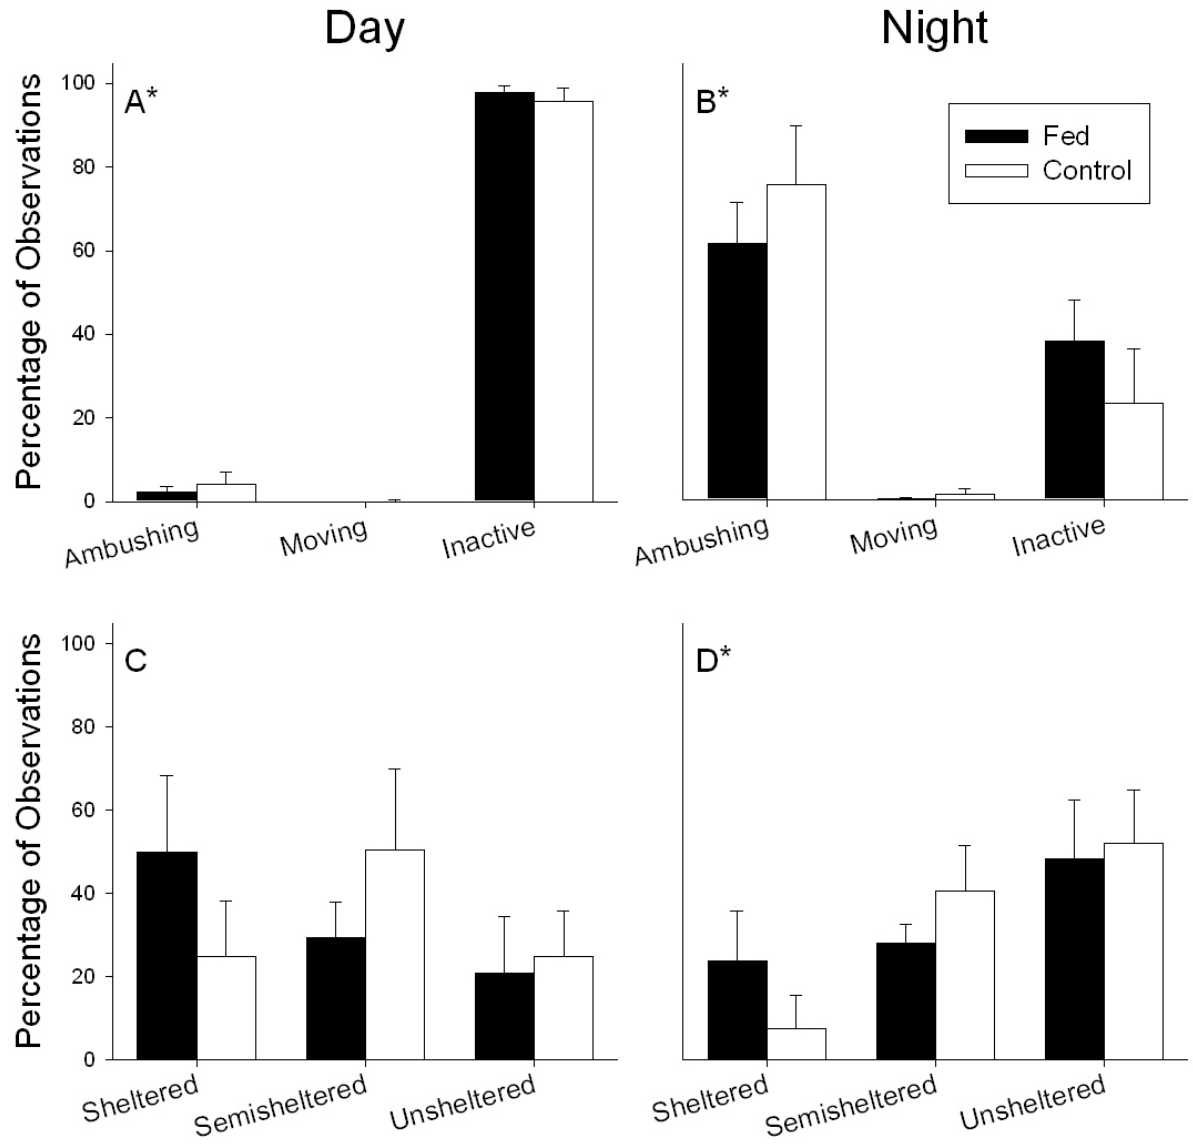 Day
Night
Percentage of Observations
100
80
60
40
20
0
A*
Ambushing
Moving
Inactive
B*
Fed
Control
Ambushing
Moving
Inactive
Percentage of Observations
100
80
60
40
20
0
C
Sheltered
Semisheltered
Unsheltered
D*
Sheltered
Semisheltered
Unsheltered